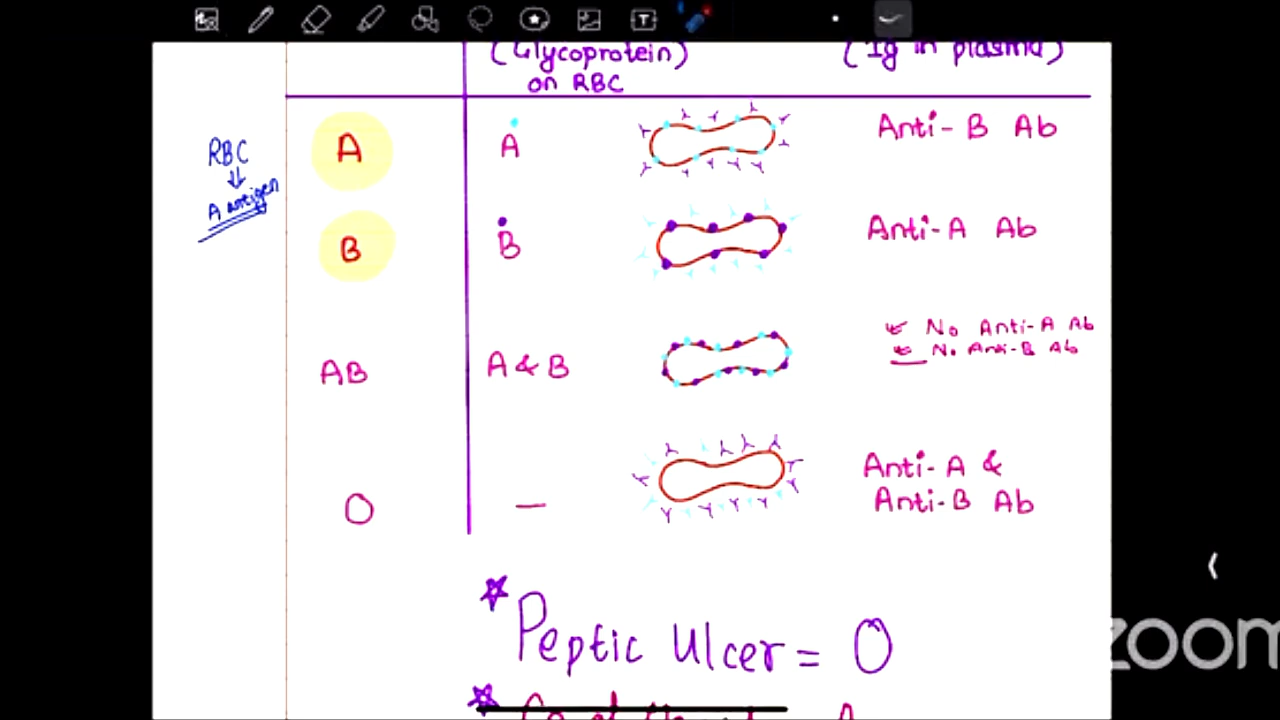 (Glycoprotein) (Ig in plasma)
on RBC
RBC
A antigen
A A Anti-B Ab
B B Anti-A Ab
AB A & B No Anti-A Ab
No Anti-B Ab
O — Anti-A &
Anti-B Ab
Peptic Ulcer = O
zoom